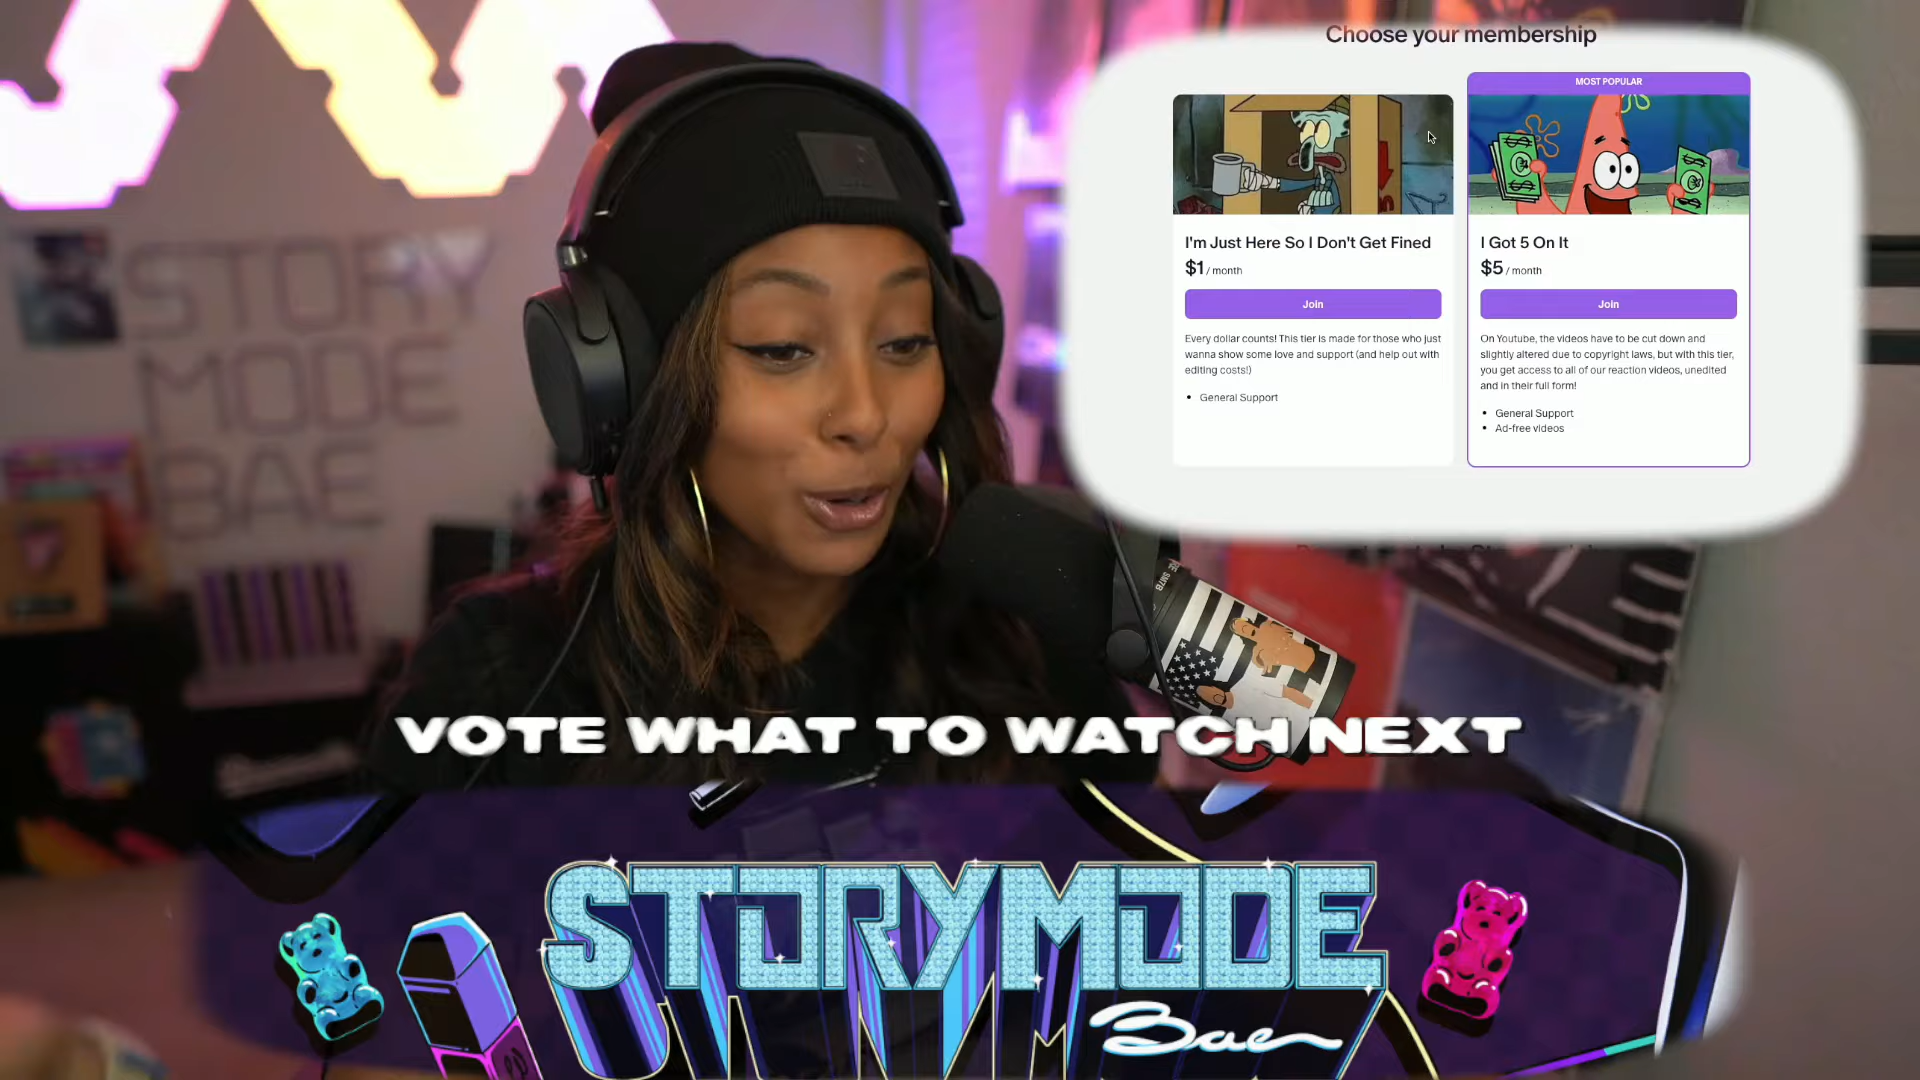 Choose your membership
MOST POPULAR
I'm Just Here So I Don't Get Fined
$1 / month
Join
Every dollar counts! This tier is made for those who just
wanna show some love and support (and help out with
editing costs!)
General Support
I Got 5 On It
$5 / month
Join
On Youtube, the videos have to be cut down and
slightly altered due to copyright laws, but with this tier,
you get access to all of our reaction videos, unedited
and in their full form!
General Support
Ad-free videos
STORY
MODE
BAE
SM7B
VOTE WHAT TO WATCH NEXT
STORYMODE
Bae